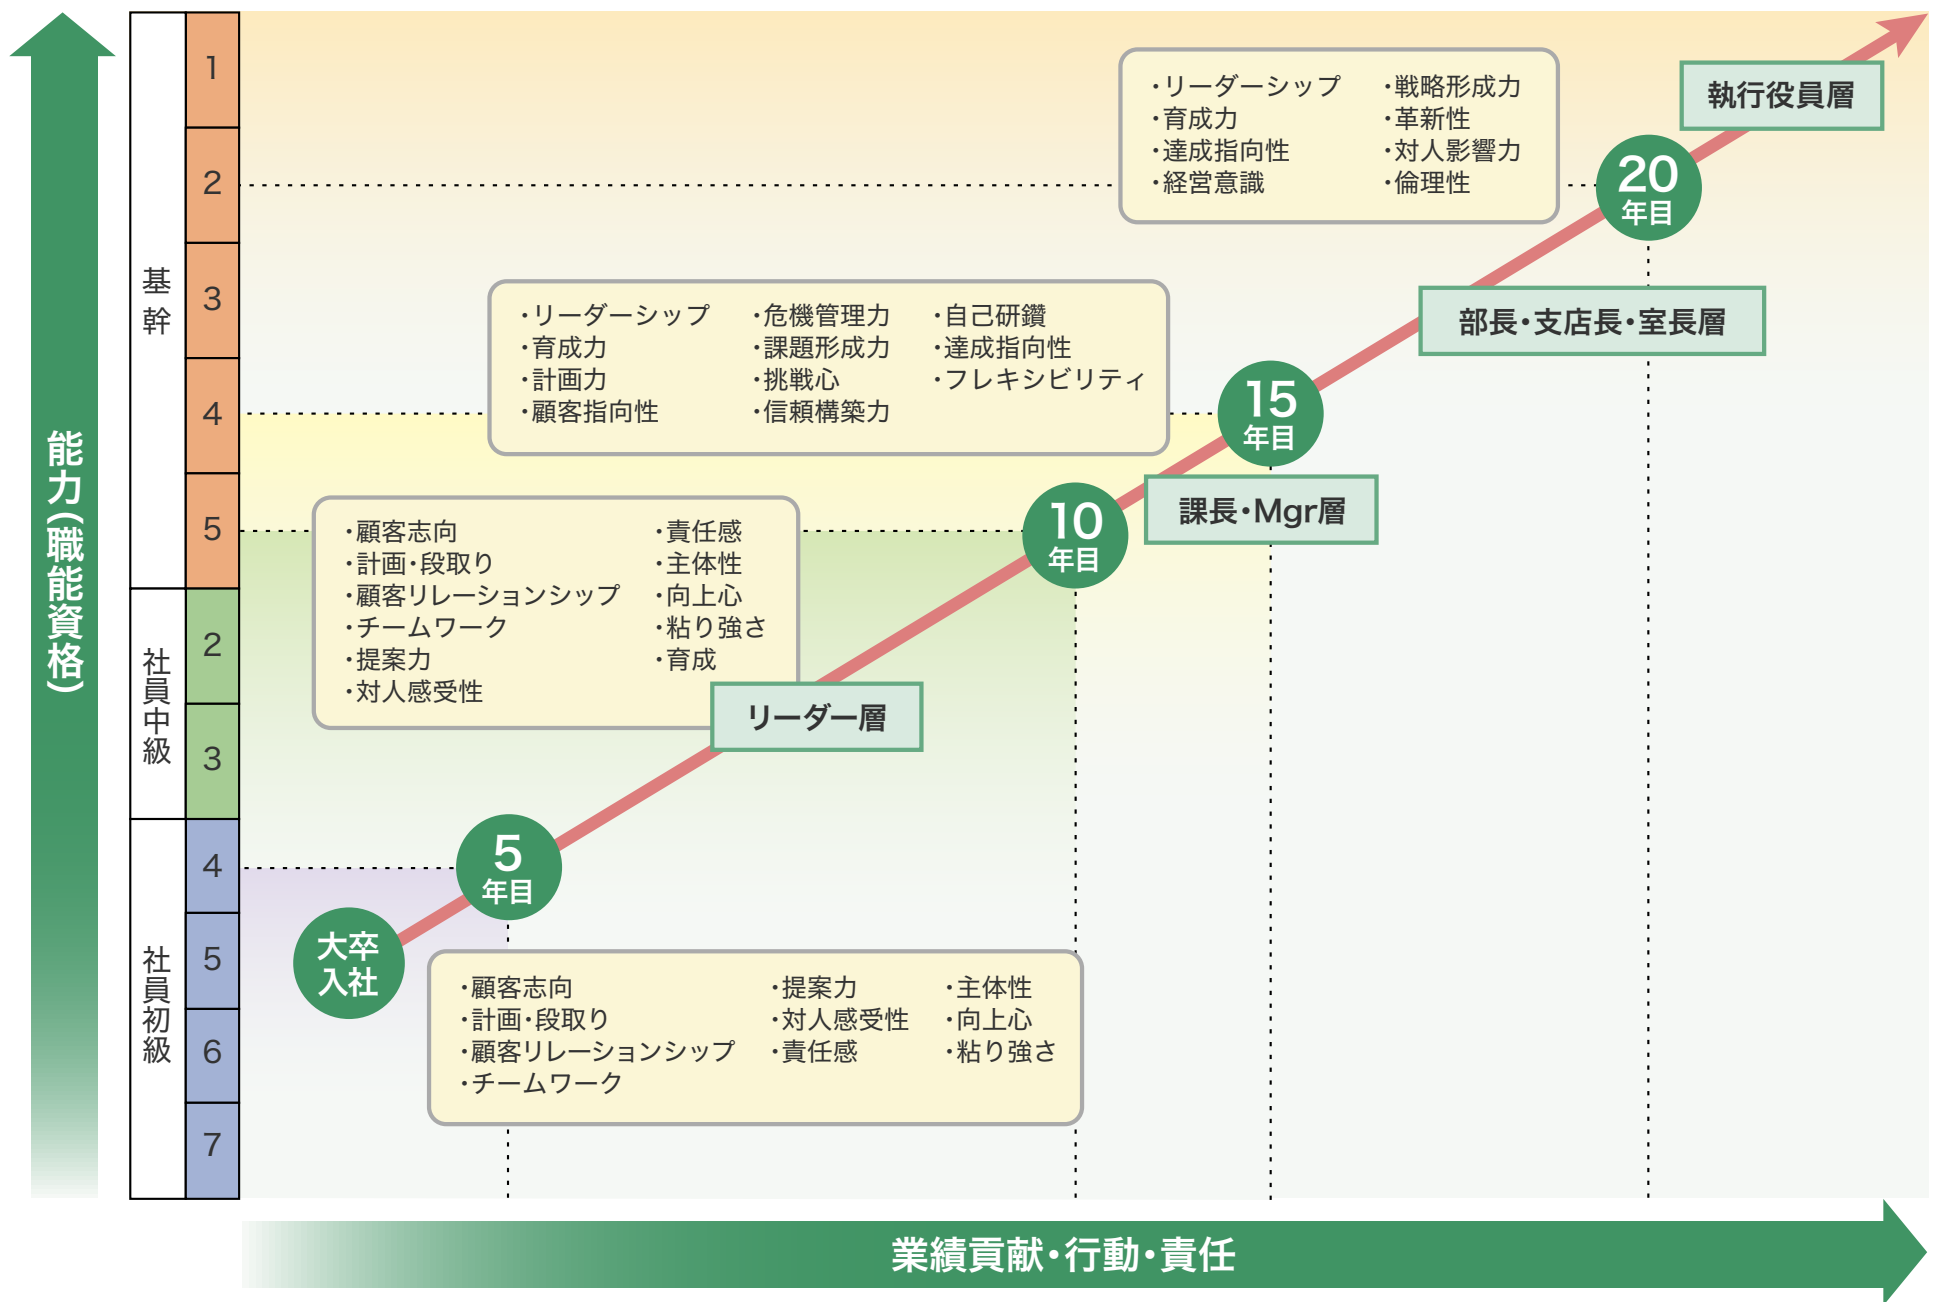 能力(職能資格)
基幹
1
2
3
4
5
社員中級
2
3
社員初級
4
5
6
7
・リーダーシップ
・育成力
・達成指向性
・経営意識
・戦略形成力
・革新性
・対人影響力
・倫理性
執行役員層
20
年目
部長・支店長・室長層
・リーダーシップ
・育成力
・計画力
・顧客指向性
・危機管理力
・課題形成力
・挑戦心
・信頼構築力
・自己研鑽
・達成指向性
・フレキシビリティ
15
年目
課長・Mgr層
10
年目
・顧客志向
・計画・段取り
・顧客リレーションシップ
・チームワーク
・提案力
・対人感受性
・責任感
・主体性
・向上心
・粘り強さ
・育成
リーダー層
5
年目
大卒
入社
・顧客志向
・計画・段取り
・顧客リレーションシップ
・チームワーク
・提案力
・対人感受性
・責任感
・主体性
・向上心
・粘り強さ
業績貢献・行動・責任